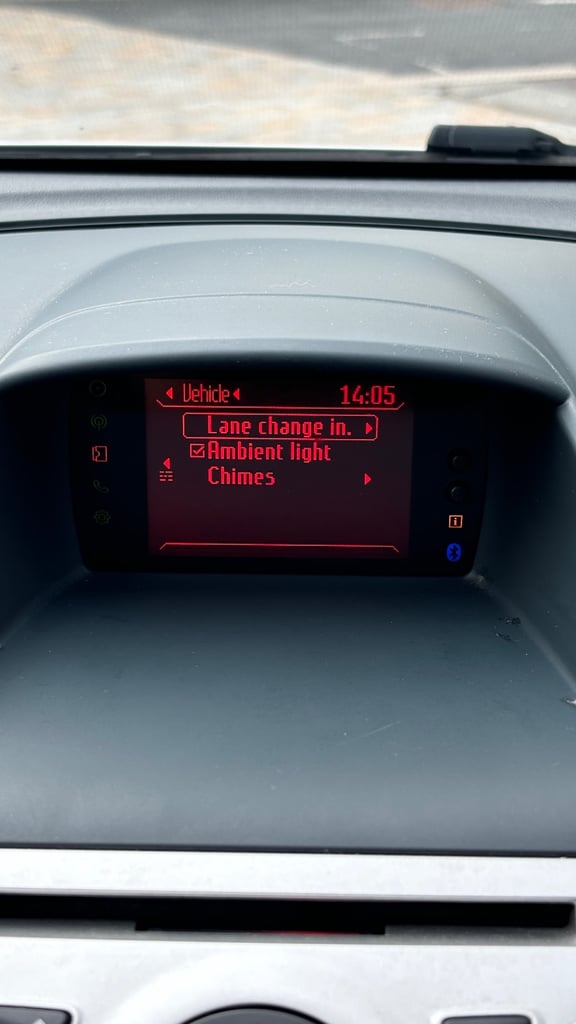 Vehicle
14:05
Lane change in.
Ambient light
Chimes